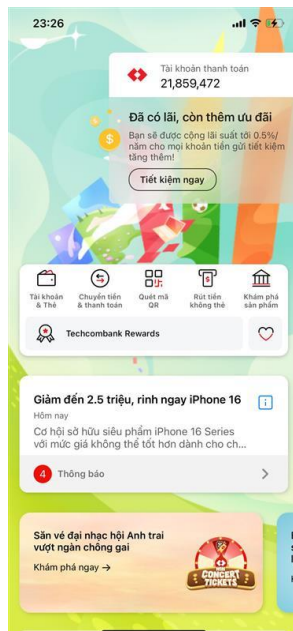 23:26
Tài khoản thanh toán
21,859,472
Đã có lãi, còn thêm ưu đãi
Bạn sẽ được cộng lãi suất tới 0.5%/
năm cho mọi khoản tiền gửi tiết kiệm
tăng thêm!
Tiết kiệm ngay
Tài khoản
& Thẻ
Chuyển tiền
& thanh toán
Quét mã
QR
Rút tiền
không thẻ
Khám phá
sản phẩm
Techcombank Rewards
Giảm đến 2.5 triệu, rinh ngay iPhone 16
Hôm nay
Cơ hội sở hữu siêu phẩm iPhone 16 Series
với mức giá không thể tốt hơn dành cho ch...
4 Thông báo
Săn vé đại nhạc hội Anh trai
vượt ngàn chông gai
Khám phá ngay →
CONCERT
TICKETS